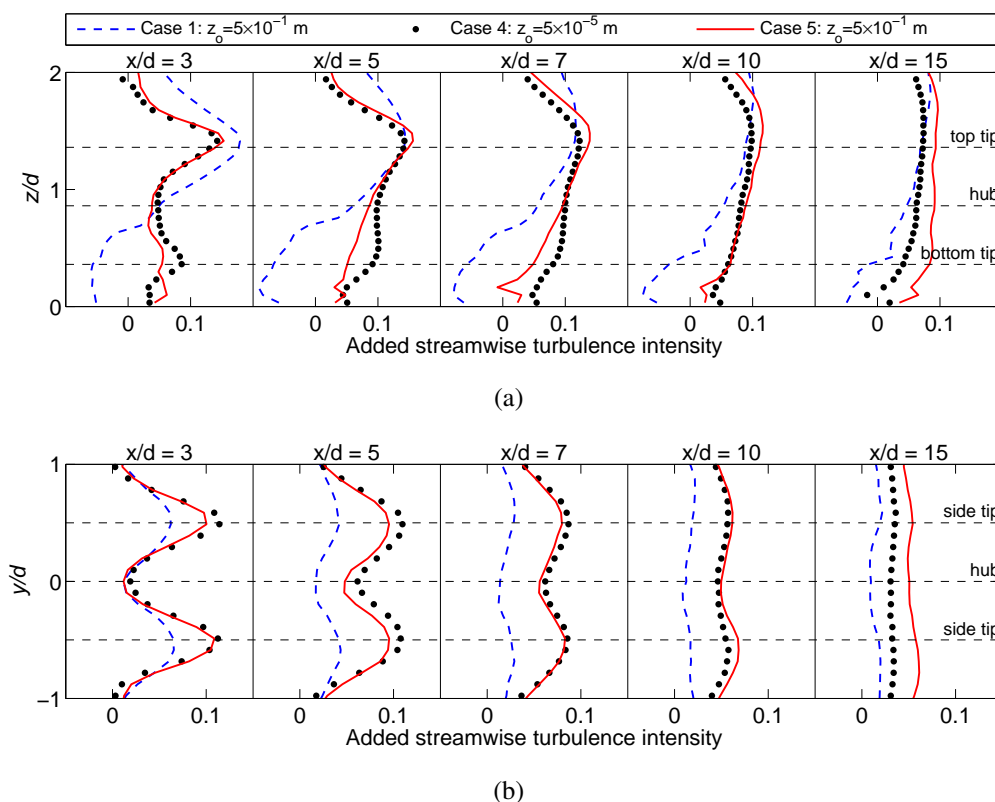 (a)
Case 1: z_o=5×10^-1 m
Case 4: z_o=5×10^-5 m
Case 5: z_o=5×10^-1 m
x/d = 3
x/d = 5
x/d = 7
x/d = 10
x/d = 15
2
1
0
z/d
top tip
hub
bottom tip
0 0.1 0 0.1 0 0.1 0 0.1 0 0.1
Added streamwise turbulence intensity
(a)
x/d = 3
x/d = 5
x/d = 7
x/d = 10
x/d = 15
1
0
−1
y/d
side tip
hub
side tip
0 0.1 0 0.1 0 0.1 0 0.1 0 0.1
Added streamwise turbulence intensity
(b)